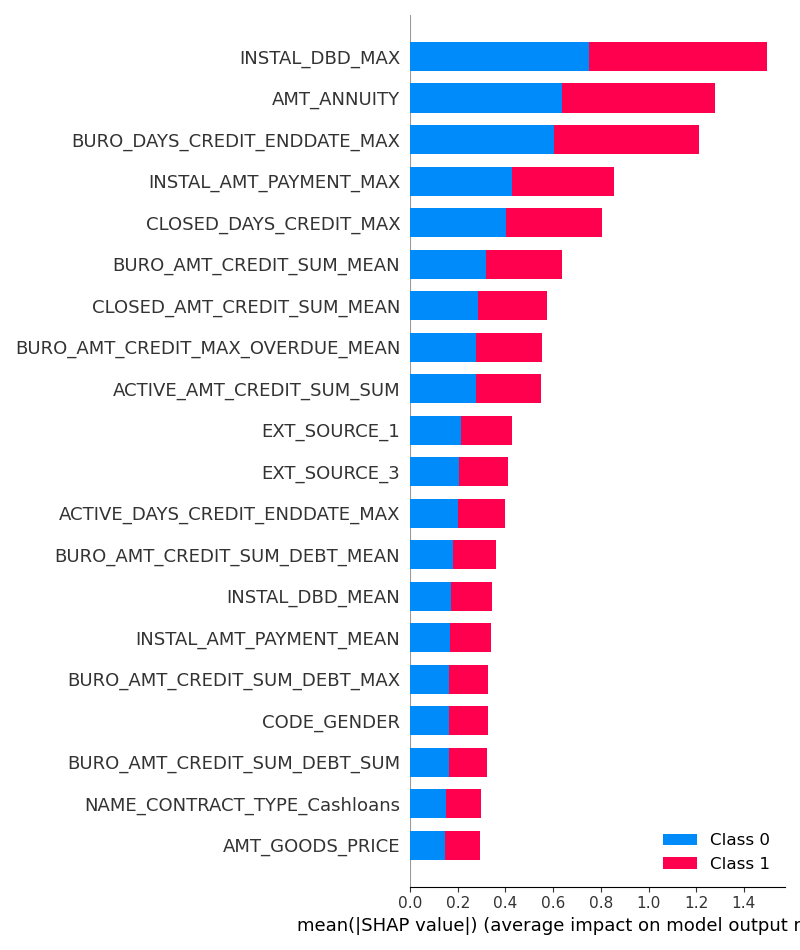 INSTAL_DBD_MAX
AMT_ANNUITY
BURO_DAYS_CREDIT_ENDDATE_MAX
INSTAL_AMT_PAYMENT_MAX
CLOSED_DAYS_CREDIT_MAX
BURO_AMT_CREDIT_SUM_MEAN
CLOSED_AMT_CREDIT_SUM_MEAN
BURO_AMT_CREDIT_MAX_OVERDUE_MEAN
ACTIVE_AMT_CREDIT_SUM_SUM
EXT_SOURCE_1
EXT_SOURCE_3
ACTIVE_DAYS_CREDIT_ENDDATE_MAX
BURO_AMT_CREDIT_SUM_DEBT_MEAN
INSTAL_DBD_MEAN
INSTAL_AMT_PAYMENT_MEAN
BURO_AMT_CREDIT_SUM_DEBT_MAX
CODE_GENDER
BURO_AMT_CREDIT_SUM_DEBT_SUM
NAME_CONTRACT_TYPE_Cashloans
AMT_GOODS_PRICE
Class 0
Class 1
0.0 0.2 0.4 0.6 0.8 1.0 1.2 1.4
mean(|SHAP value|) (average impact on model output